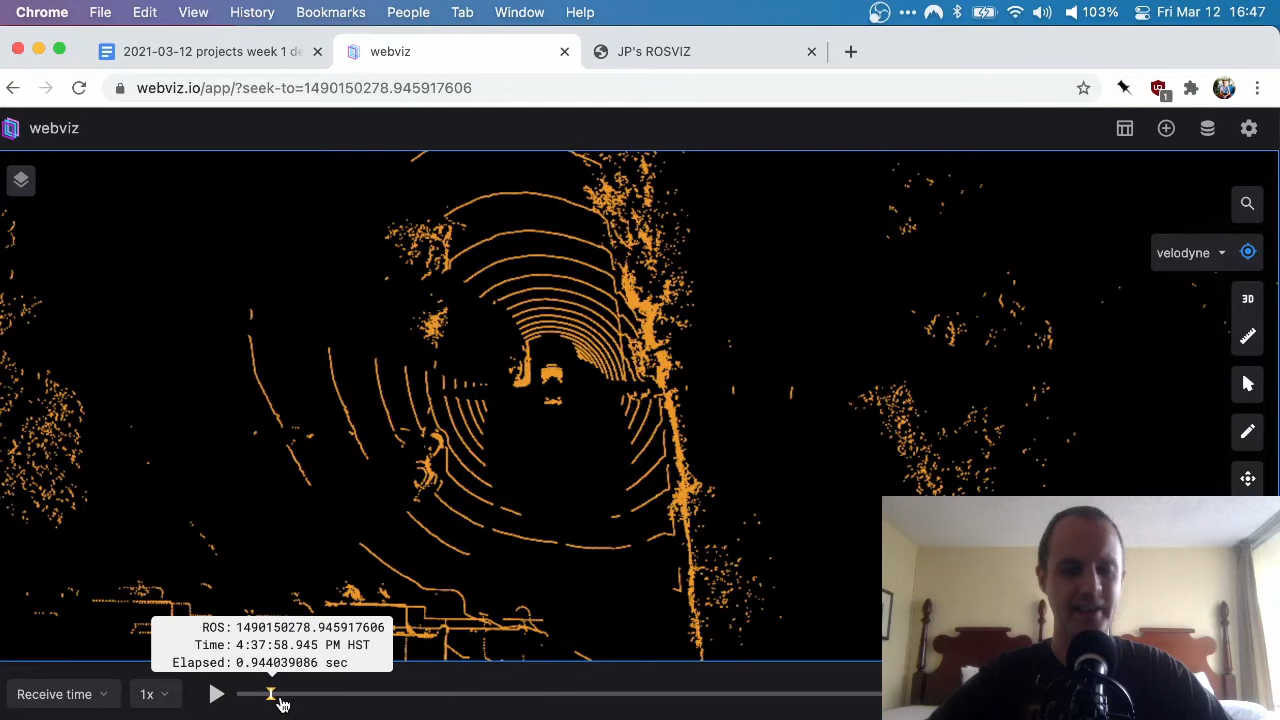 Chrome File Edit View History Bookmarks People Tab Window Help 103% Fri Mar 12 16:47
2021-03-12 projects week 1 de webviz JP's ROSVIZ
webviz.io/app/?seek-to=1490150278.945917606 1
webviz
velodyne
3D
ROS: 1490150278.945917606
Time: 4:37:58.945 PM HST
Elapsed: 0.944039086 sec
Receive time 1x